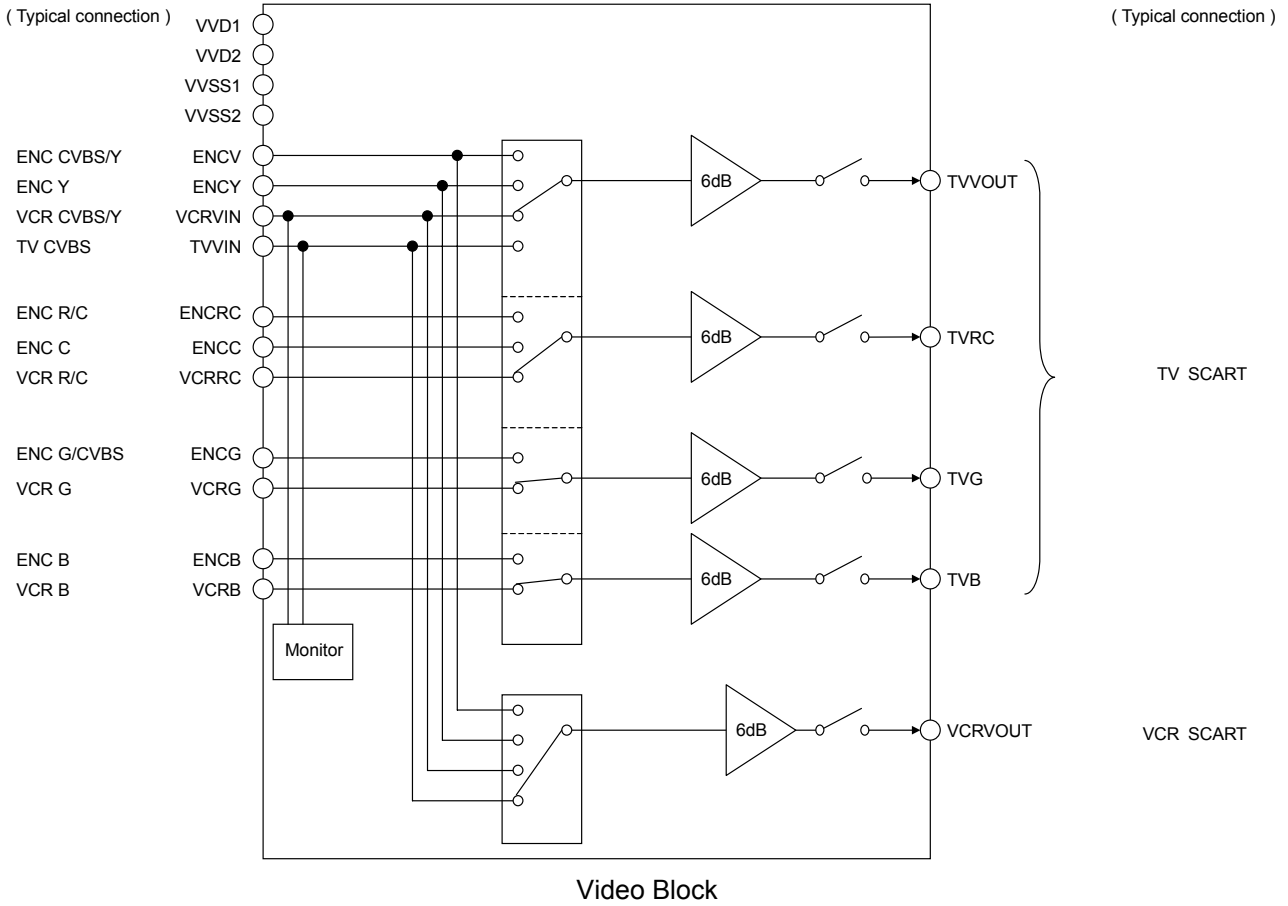 ( Typical connection )
( Typical connection )
VVD1
VVD2
VVSS1
VVSS2
ENC CVBS/Y ENCV
ENC Y ENCY
VCR CVBS/Y VCRVIN
TV CVBS TVVIN
6dB TVVOUT
ENC R/C ENCRC
ENC C ENCC
VCR R/C VCRRC
6dB TVRC
TV SCART
ENC G/CVBS ENCG
VCR G VCRG
6dB TVG
ENC B ENCB
VCR B VCRB
6dB TVB
Monitor
6dB VCRVOUT
VCR SCART
Video Block